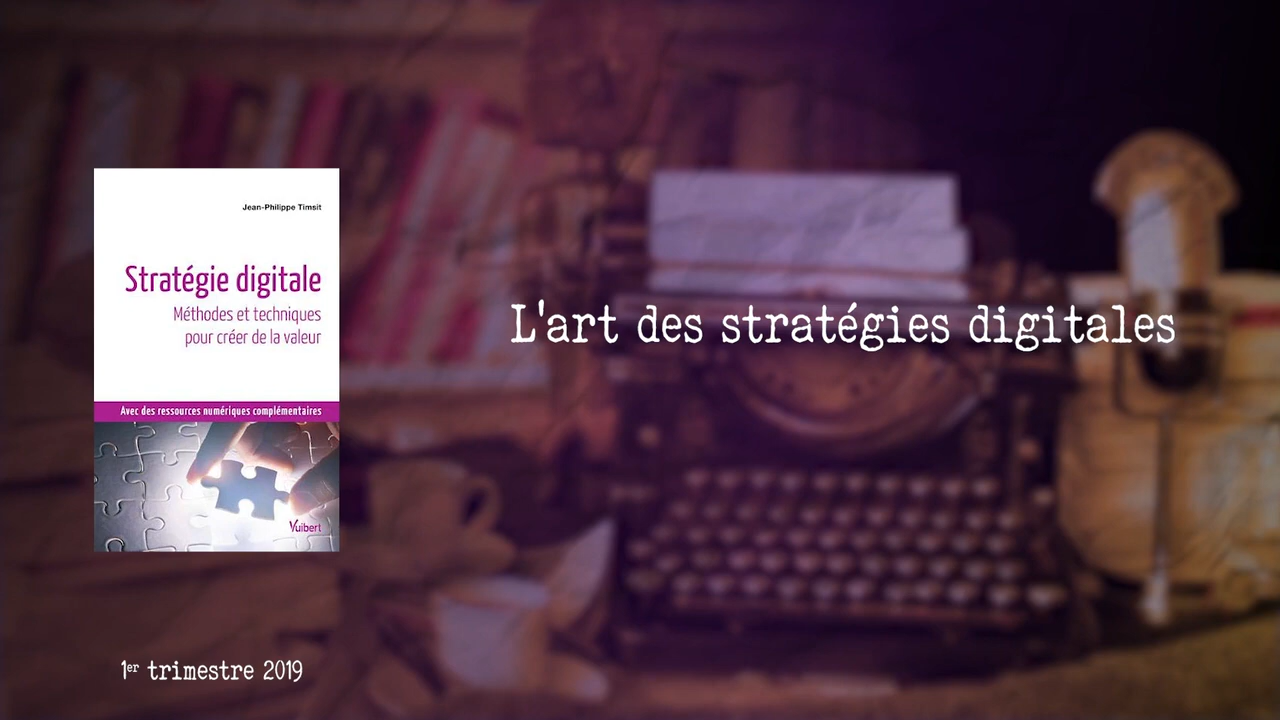 Jean-Philippe Timsit
Stratégie digitale
Méthodes et techniques
pour créer de la valeur
Avec des ressources numériques complémentaires
Vuibert
L'art des stratégies digitales
1er trimestre 2019